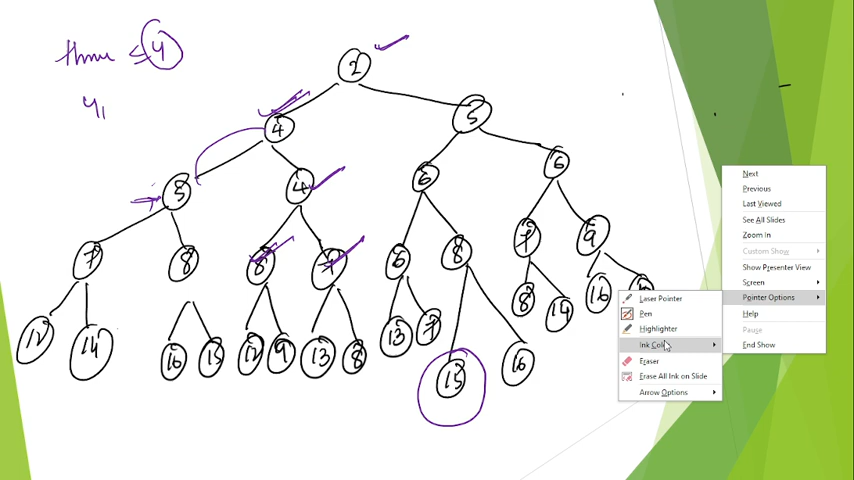 time ≤ 4
4,
2
4
5
5
4
6
6
7
8
8
7
6
8
7
9
12
14
16
15
12
9
13
8
13
7
15
16
8
14
16
Next
Previous
Last Viewed
See All Slides
Zoom In
Custom Show
Show Presenter View
Screen
Pointer Options
Help
Pause
End Show
Laser Pointer
Pen
Highlighter
Ink Color
Eraser
Erase All Ink on Slide
Arrow Options